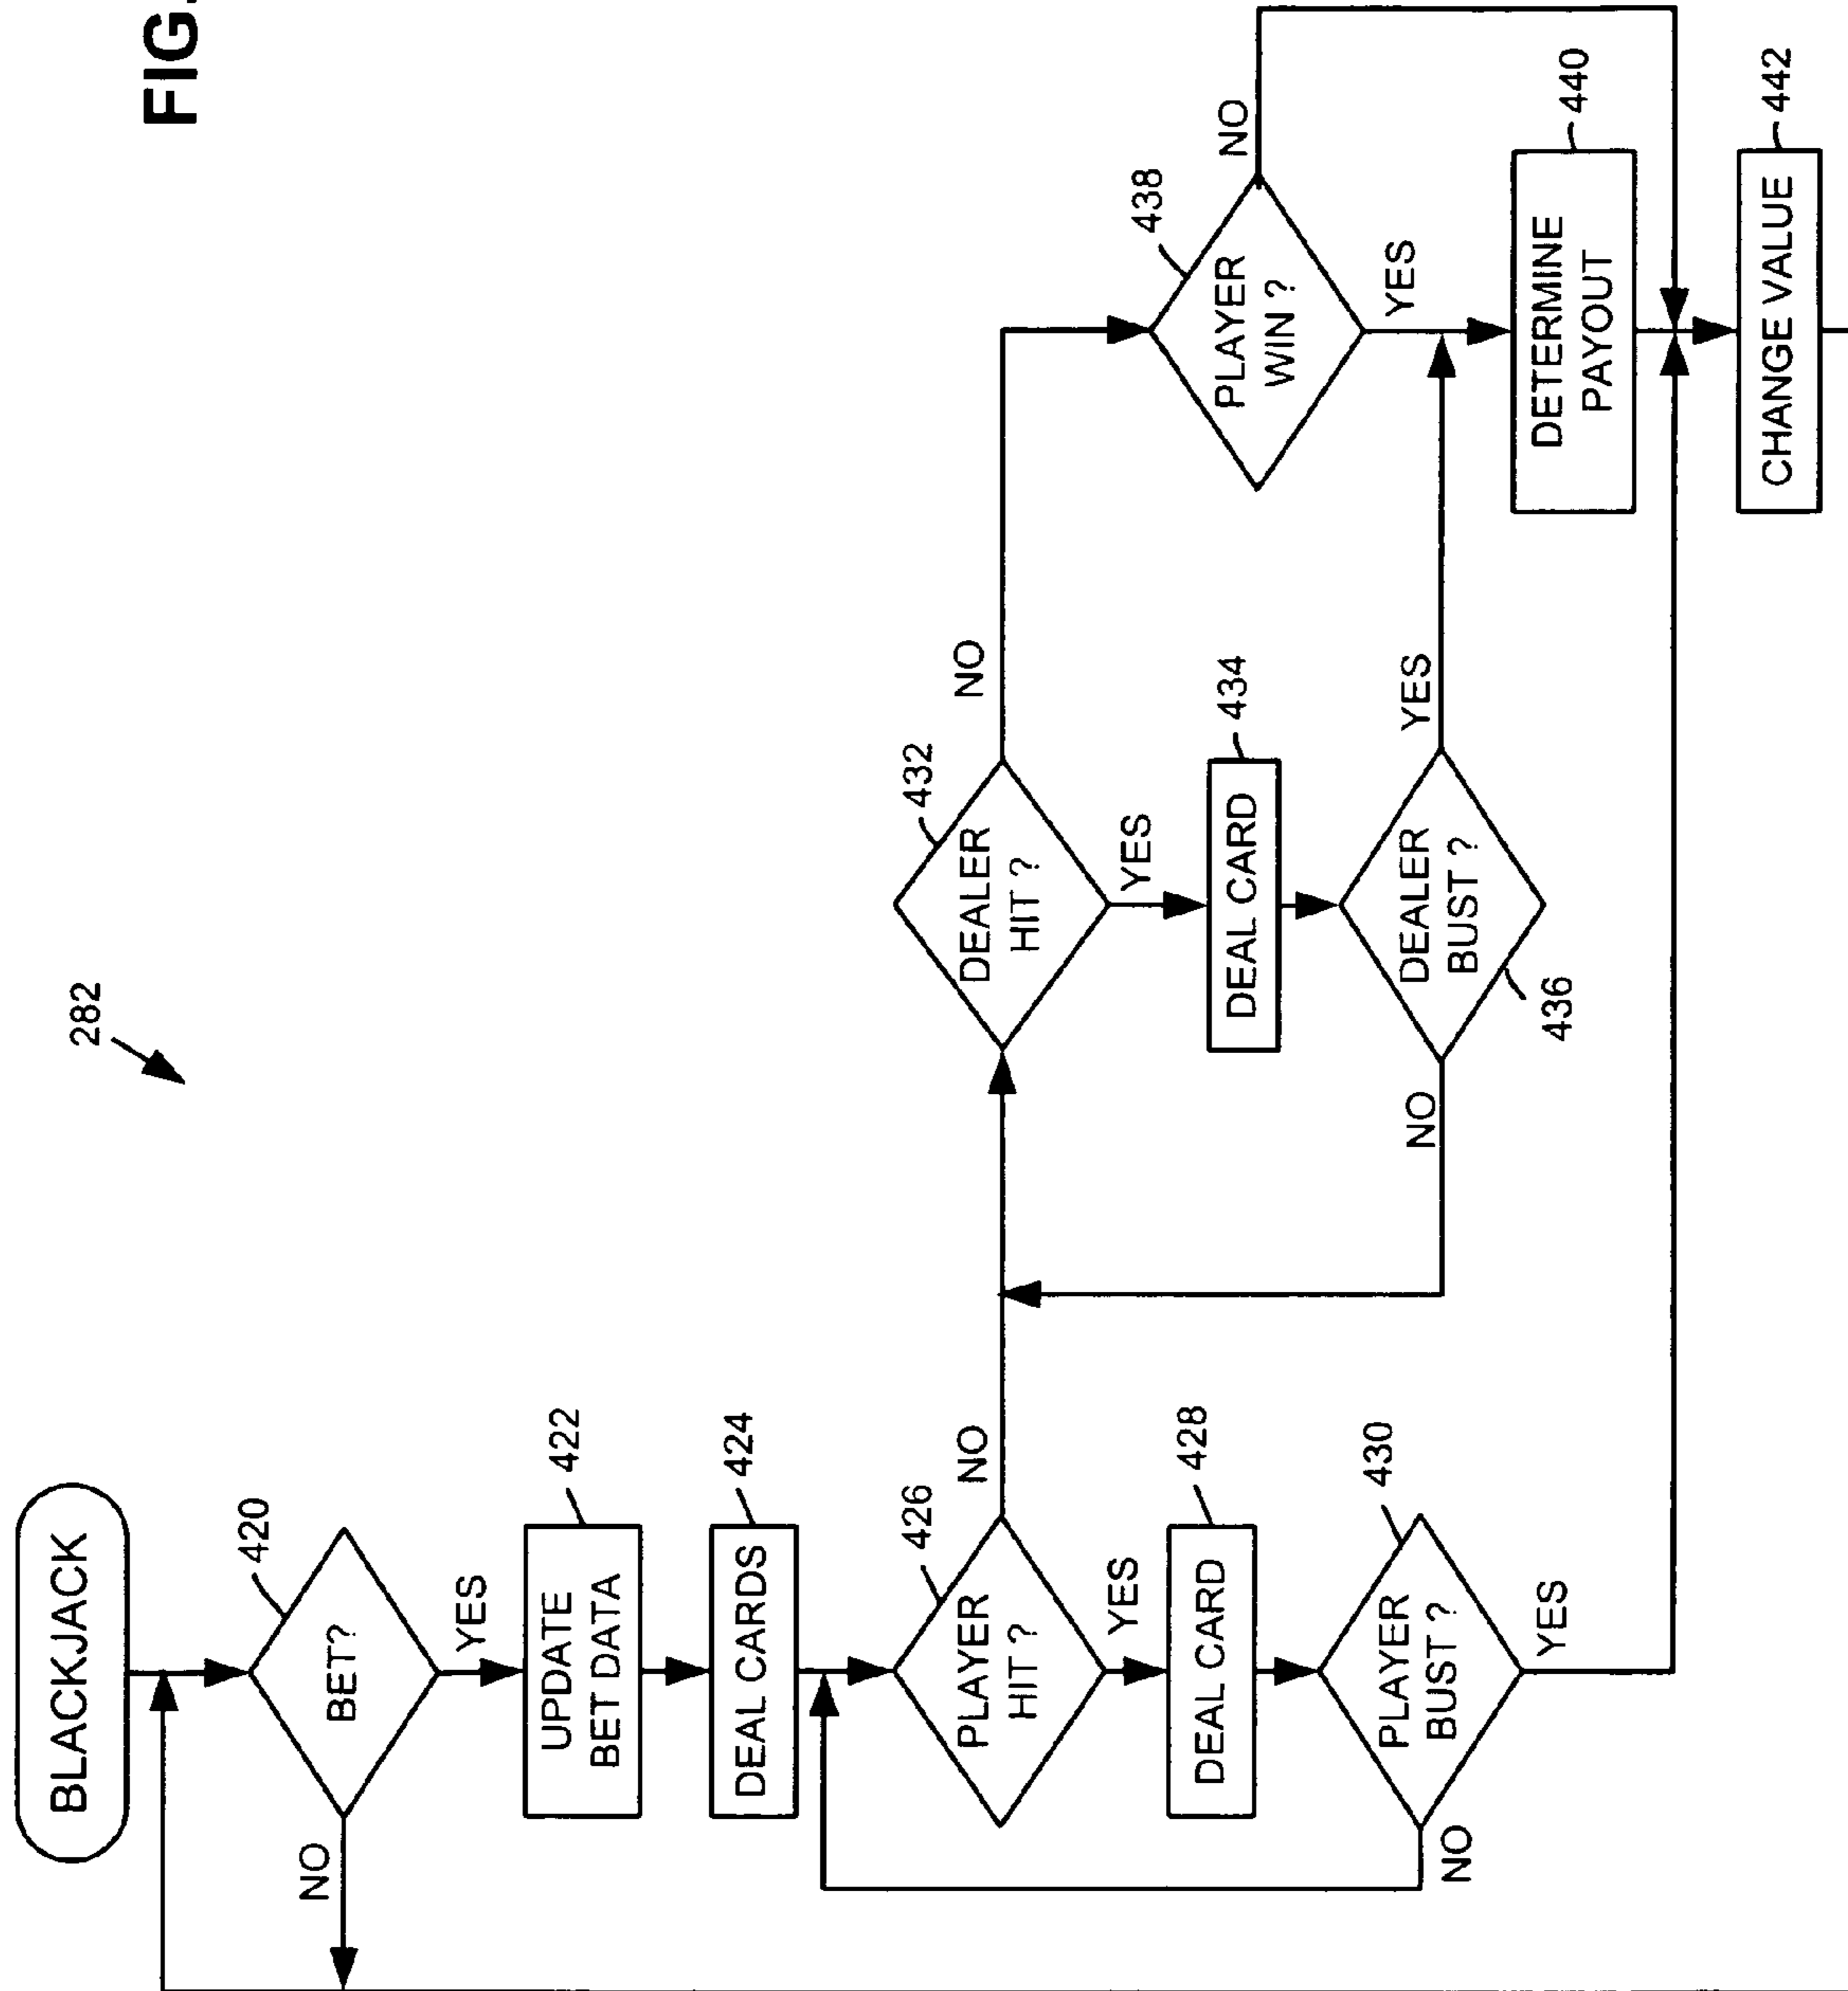 FIG.
282
BLACKJACK
420
BET?
NO
YES
422
UPDATE
BET DATA
424
DEAL CARDS
426
PLAYER
HIT ?
NO
YES
428
DEAL CARD
430
PLAYER
BUST ?
NO
YES
432
DEALER
HIT ?
NO
YES
434
DEAL CARD
DEALER
BUST ?
436
NO
YES
438
PLAYER
WIN ?
NO
YES
440
DETERMINE
PAYOUT
442
CHANGE VALUE